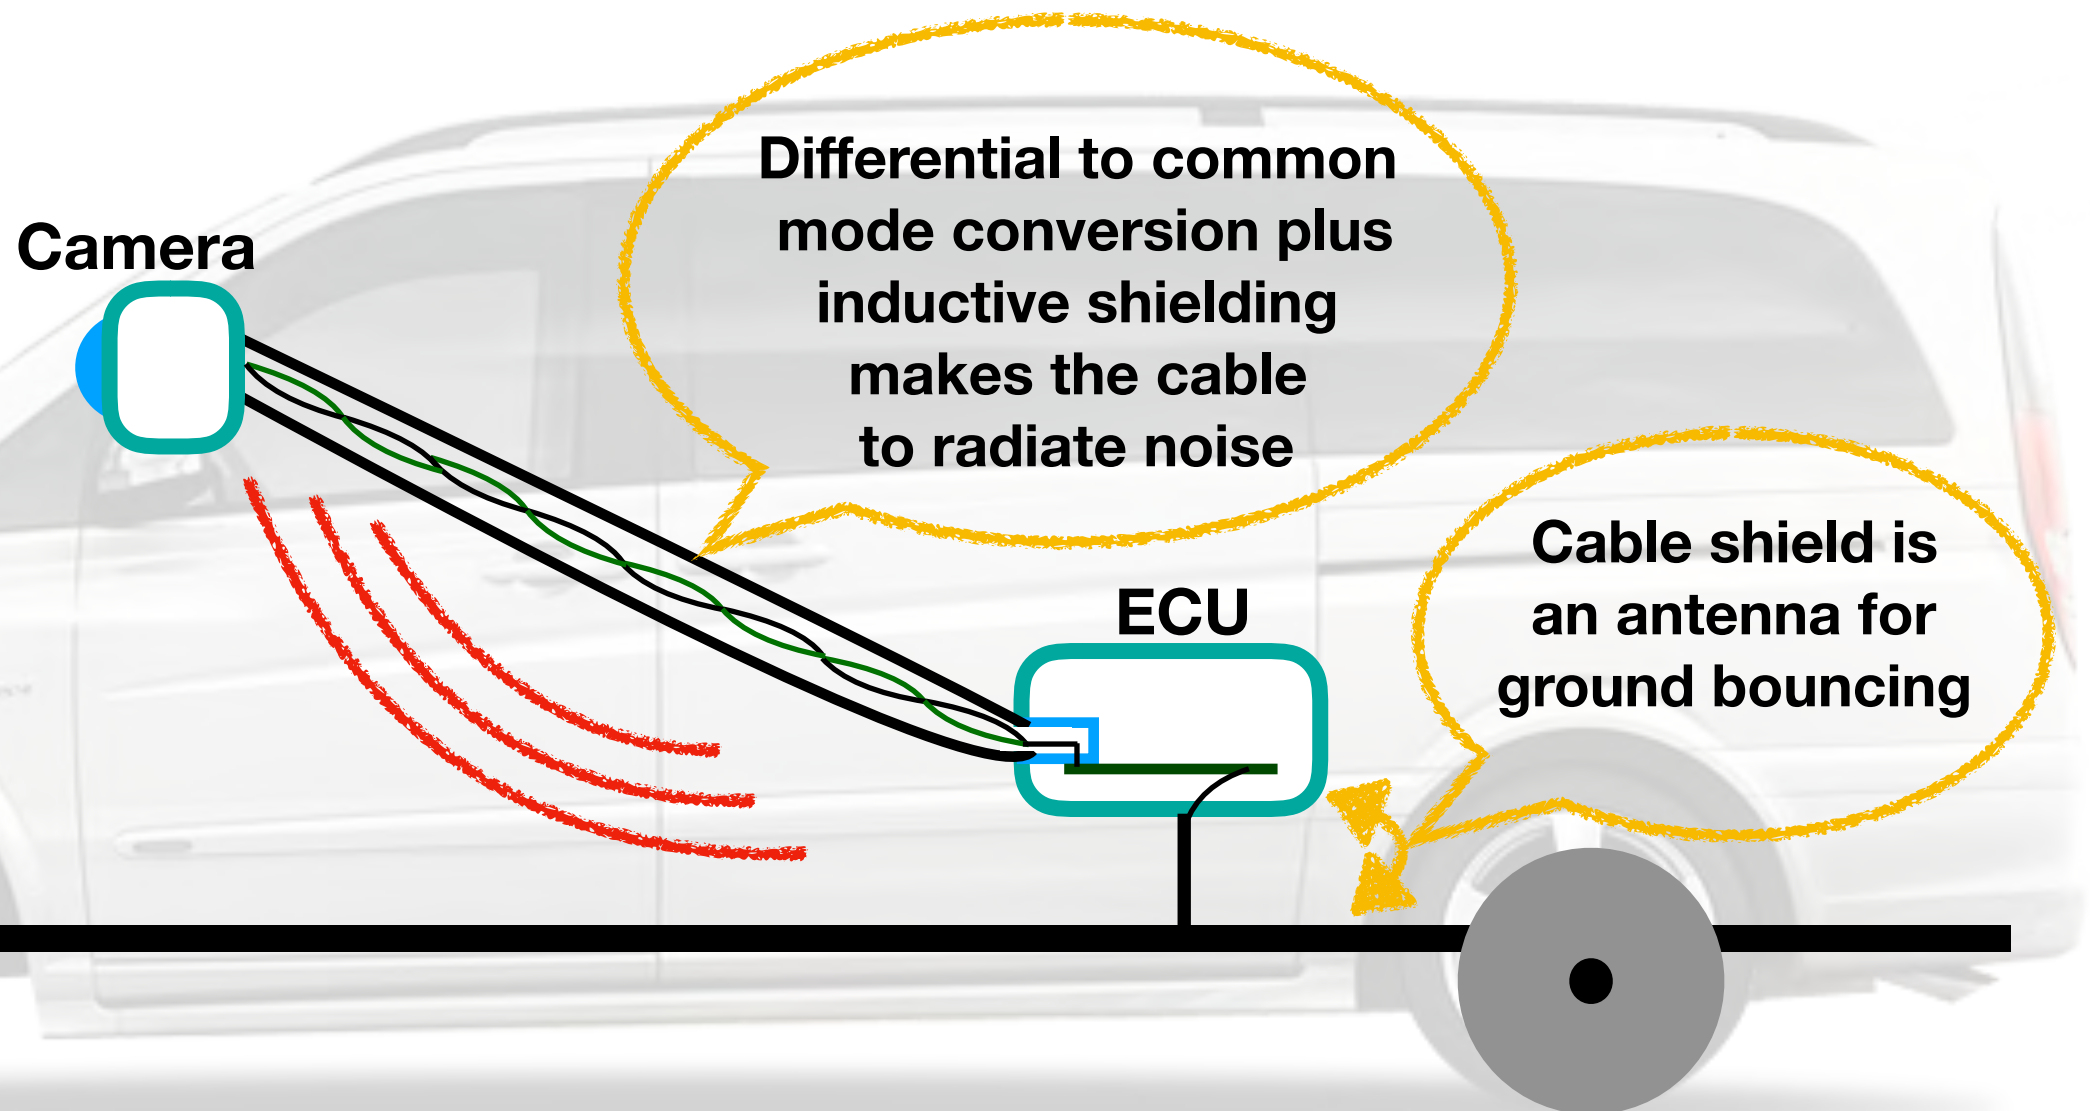 Differential to common
mode conversion plus
inductive shielding
makes the cable
to radiate noise
Camera
Cable shield is
an antenna for
ground bouncing
ECU